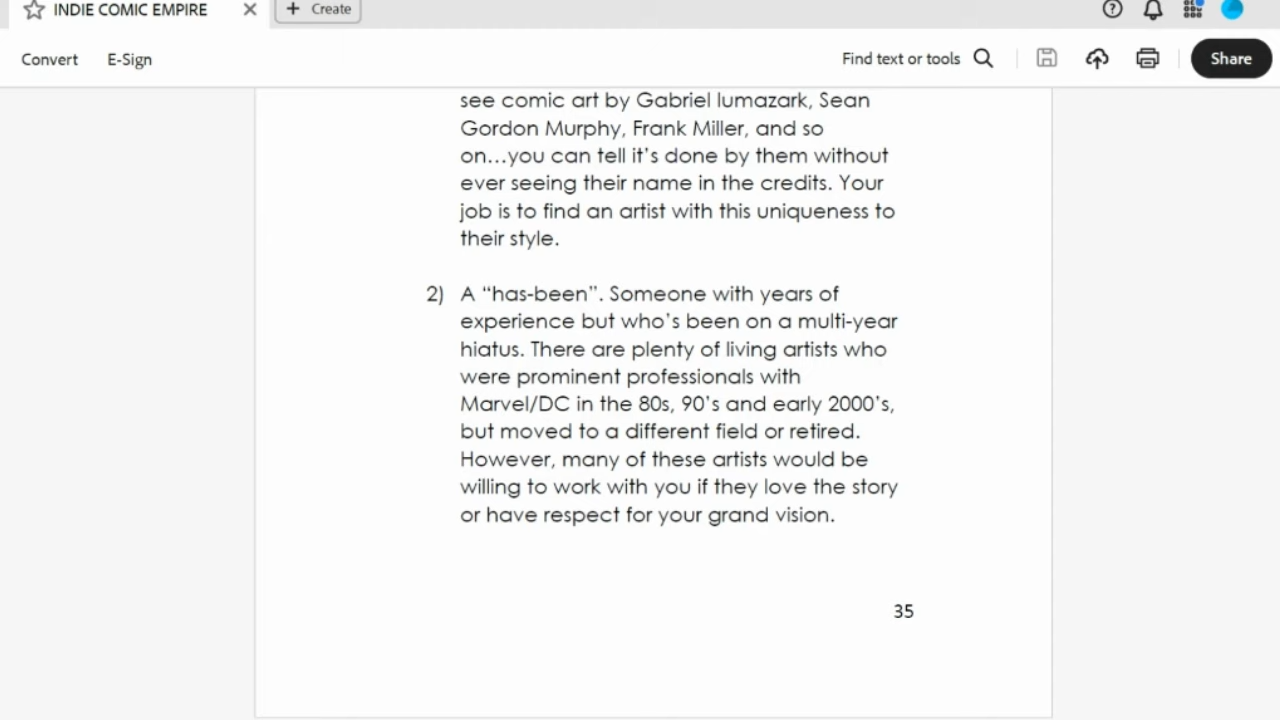 INDIE COMIC EMPIRE
Create
Convert
E-Sign
Find text or tools
Share
see comic art by Gabriel lumazark, Sean
Gordon Murphy, Frank Miller, and so
on...you can tell it's done by them without
ever seeing their name in the credits. Your
job is to find an artist with this uniqueness to
their style.
2) A “has-been”. Someone with years of
experience but who's been on a multi-year
hiatus. There are plenty of living artists who
were prominent professionals with
Marvel/DC in the 80s, 90's and early 2000's,
but moved to a different field or retired.
However, many of these artists would be
willing to work with you if they love the story
or have respect for your grand vision.
35